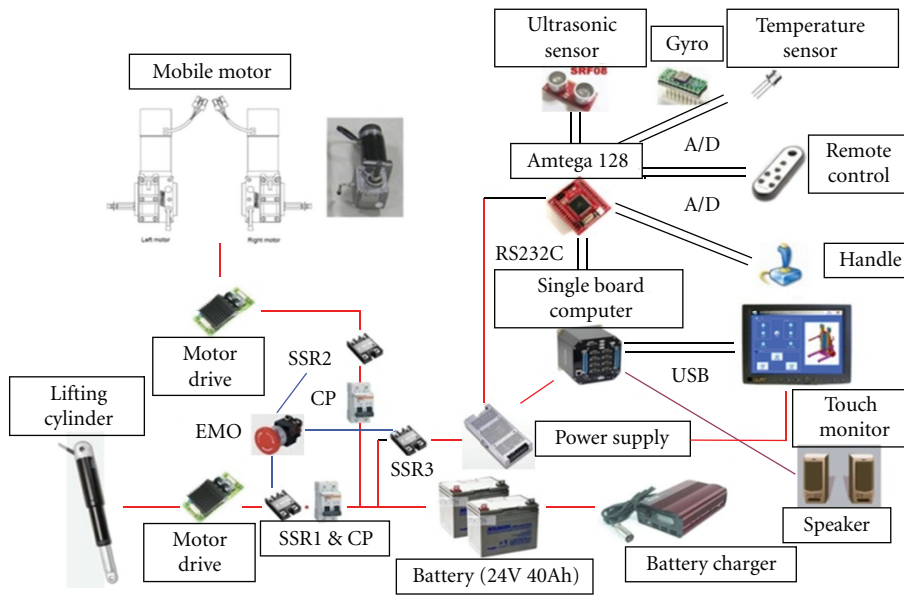 Ultrasonic
sensor
Gyro
Temperature
sensor
Mobile motor
SRF08
A/D
Amtega 128
Remote
control
A/D
Left motor
Right motor
RS232C
Handle
Single board
computer
Motor
drive
SSR2
CP
USB
Lifting
cylinder
EMO
Touch
monitor
Power supply
SSR3
Motor
drive
SSR1 & CP
Speaker
Battery (24V 40Ah)
Battery charger